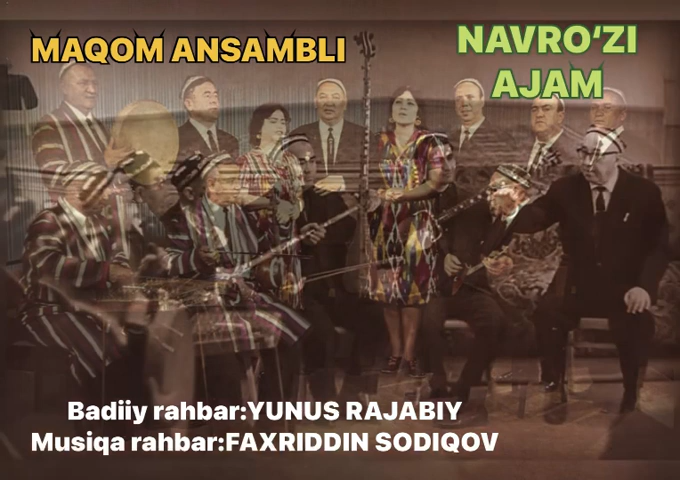 MAQOM ANSAMBLI
NAVRO‘ZI
AJAM
Badiiy rahbar:YUNUS RAJABIY
Musiqa rahbar:FAXRIDDIN SODIQOV